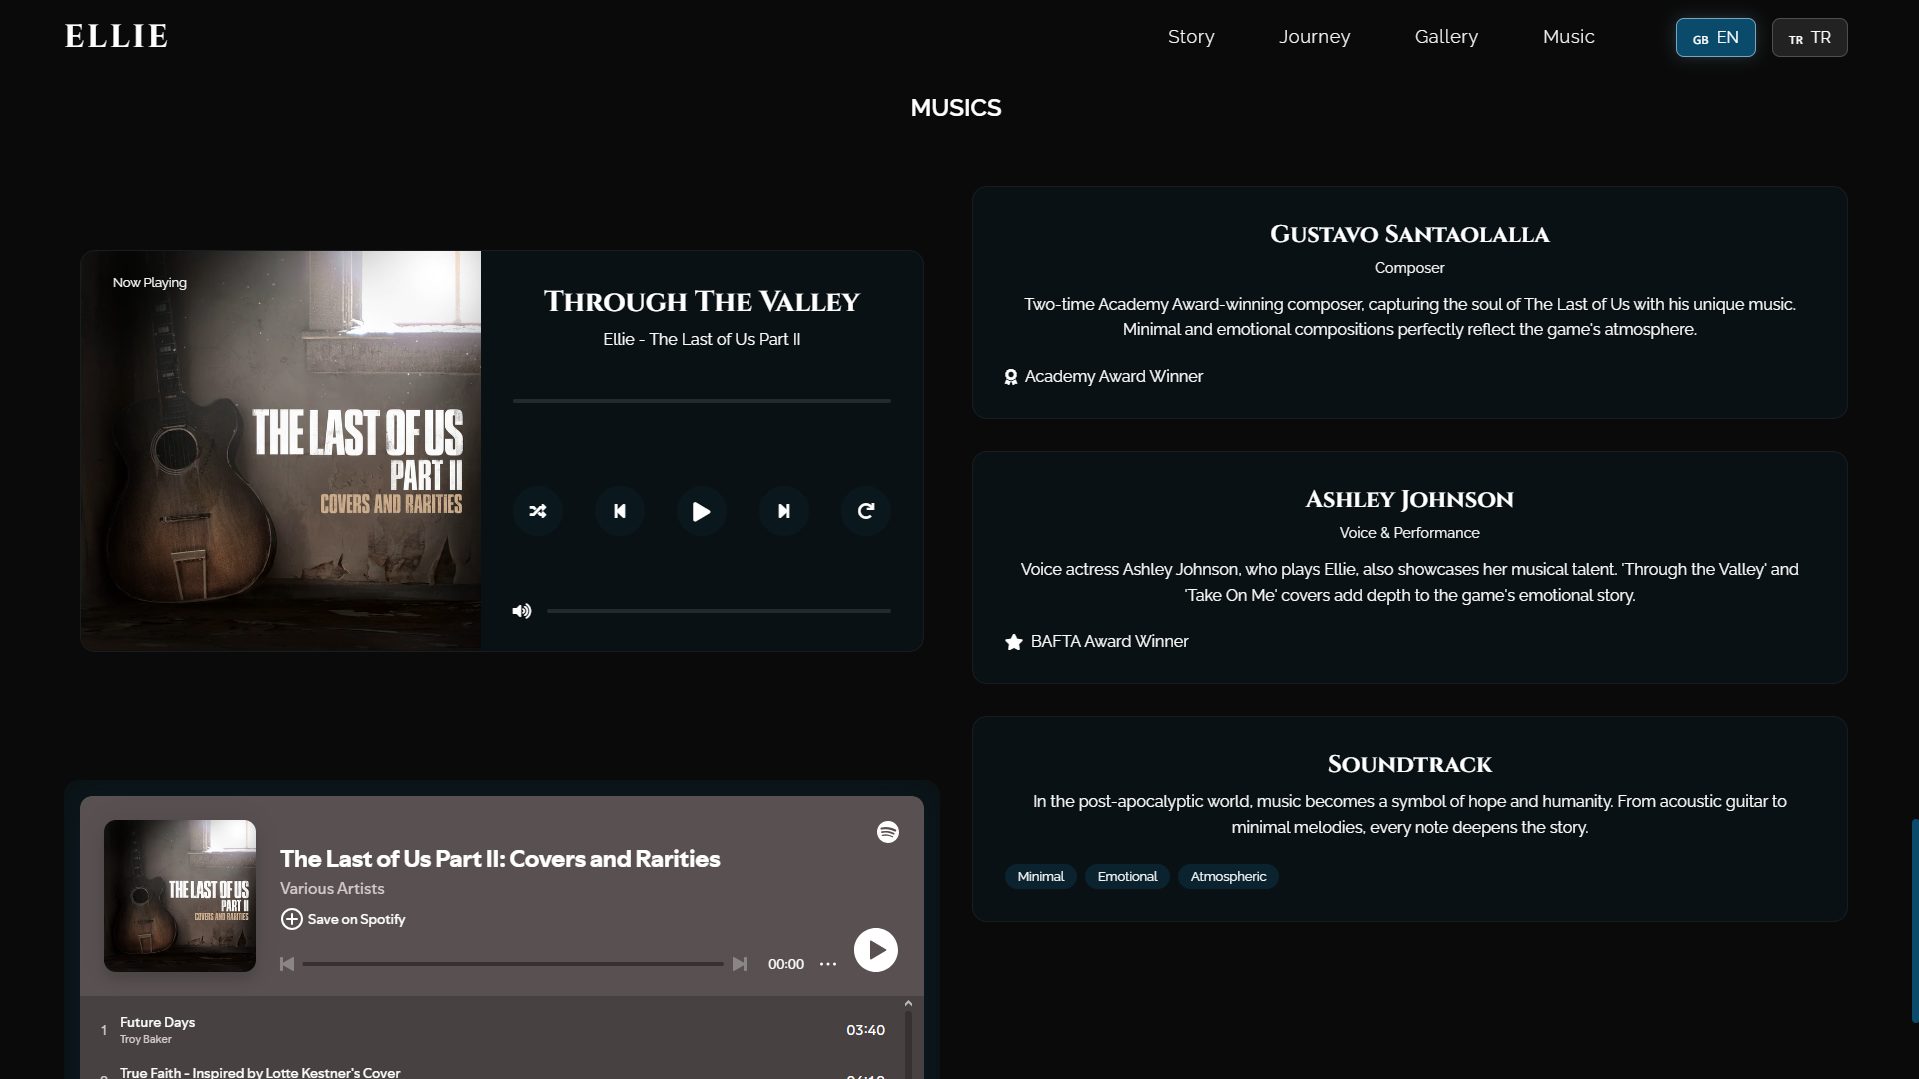 ELLIE
Story
Journey
Gallery
Music
GB EN
TR TR
MUSICS
Now Playing
THE LAST OF US
PART II
COVERS AND RARITIES
Through The Valley
Ellie - The Last of Us Part II
Gustavo Santaolalla
Composer
Two-time Academy Award-winning composer, capturing the soul of The Last of Us with his unique music.
Minimal and emotional compositions perfectly reflect the game's atmosphere.
Academy Award Winner
Ashley Johnson
Voice & Performance
Voice actress Ashley Johnson, who plays Ellie, also showcases her musical talent. 'Through the Valley' and
'Take On Me' covers add depth to the game's emotional story.
BAFTA Award Winner
Soundtrack
In the post-apocalyptic world, music becomes a symbol of hope and humanity. From acoustic guitar to
minimal melodies, every note deepens the story.
Minimal
Emotional
Atmospheric
THE LAST OF US
PART II
COVERS AND RARITIES
The Last of Us Part II: Covers and Rarities
Various Artists
Save on Spotify
00:00
1
Future Days
Troy Baker
03:40
True Faith - Inspired by Lotte Kestner's Cover